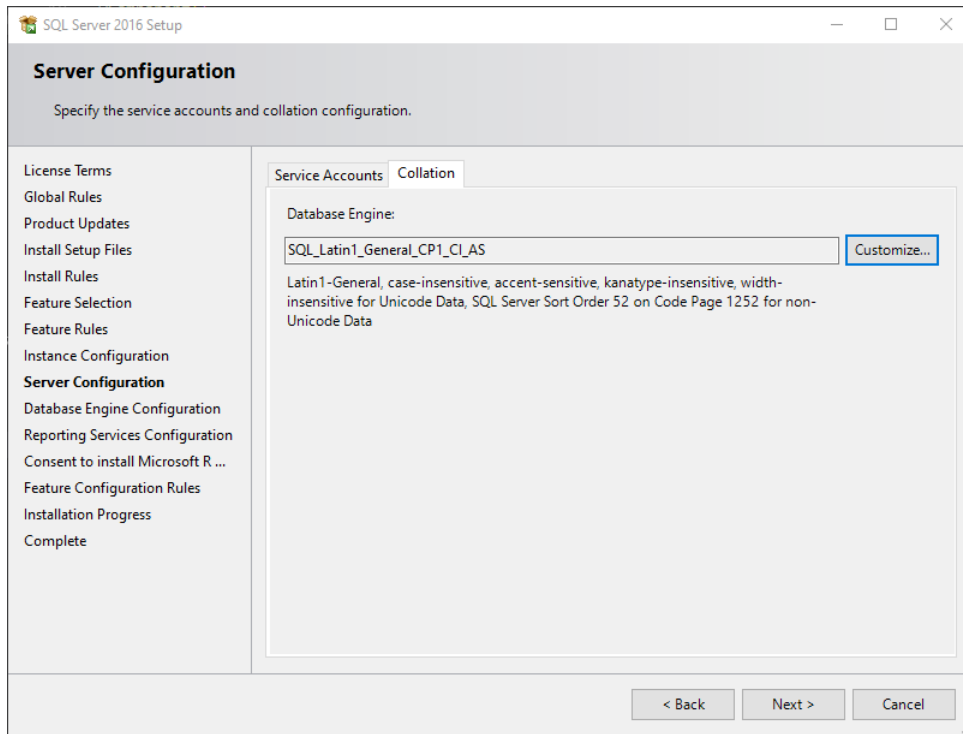 SQL Server 2016 Setup
Server Configuration
Specify the service accounts and collation configuration.
License Terms
Global Rules
Product Updates
Install Setup Files
Install Rules
Feature Selection
Feature Rules
Instance Configuration
Server Configuration
Database Engine Configuration
Reporting Services Configuration
Consent to install Microsoft R ...
Feature Configuration Rules
Installation Progress
Complete
Service Accounts Collation
Database Engine:
SQL_Latin1_General_CP1_CI_AS Customize...
Latin1-General, case-insensitive, accent-sensitive, kanatype-insensitive, width-
insensitive for Unicode Data, SQL Server Sort Order 52 on Code Page 1252 for non-
Unicode Data
< Back Next > Cancel